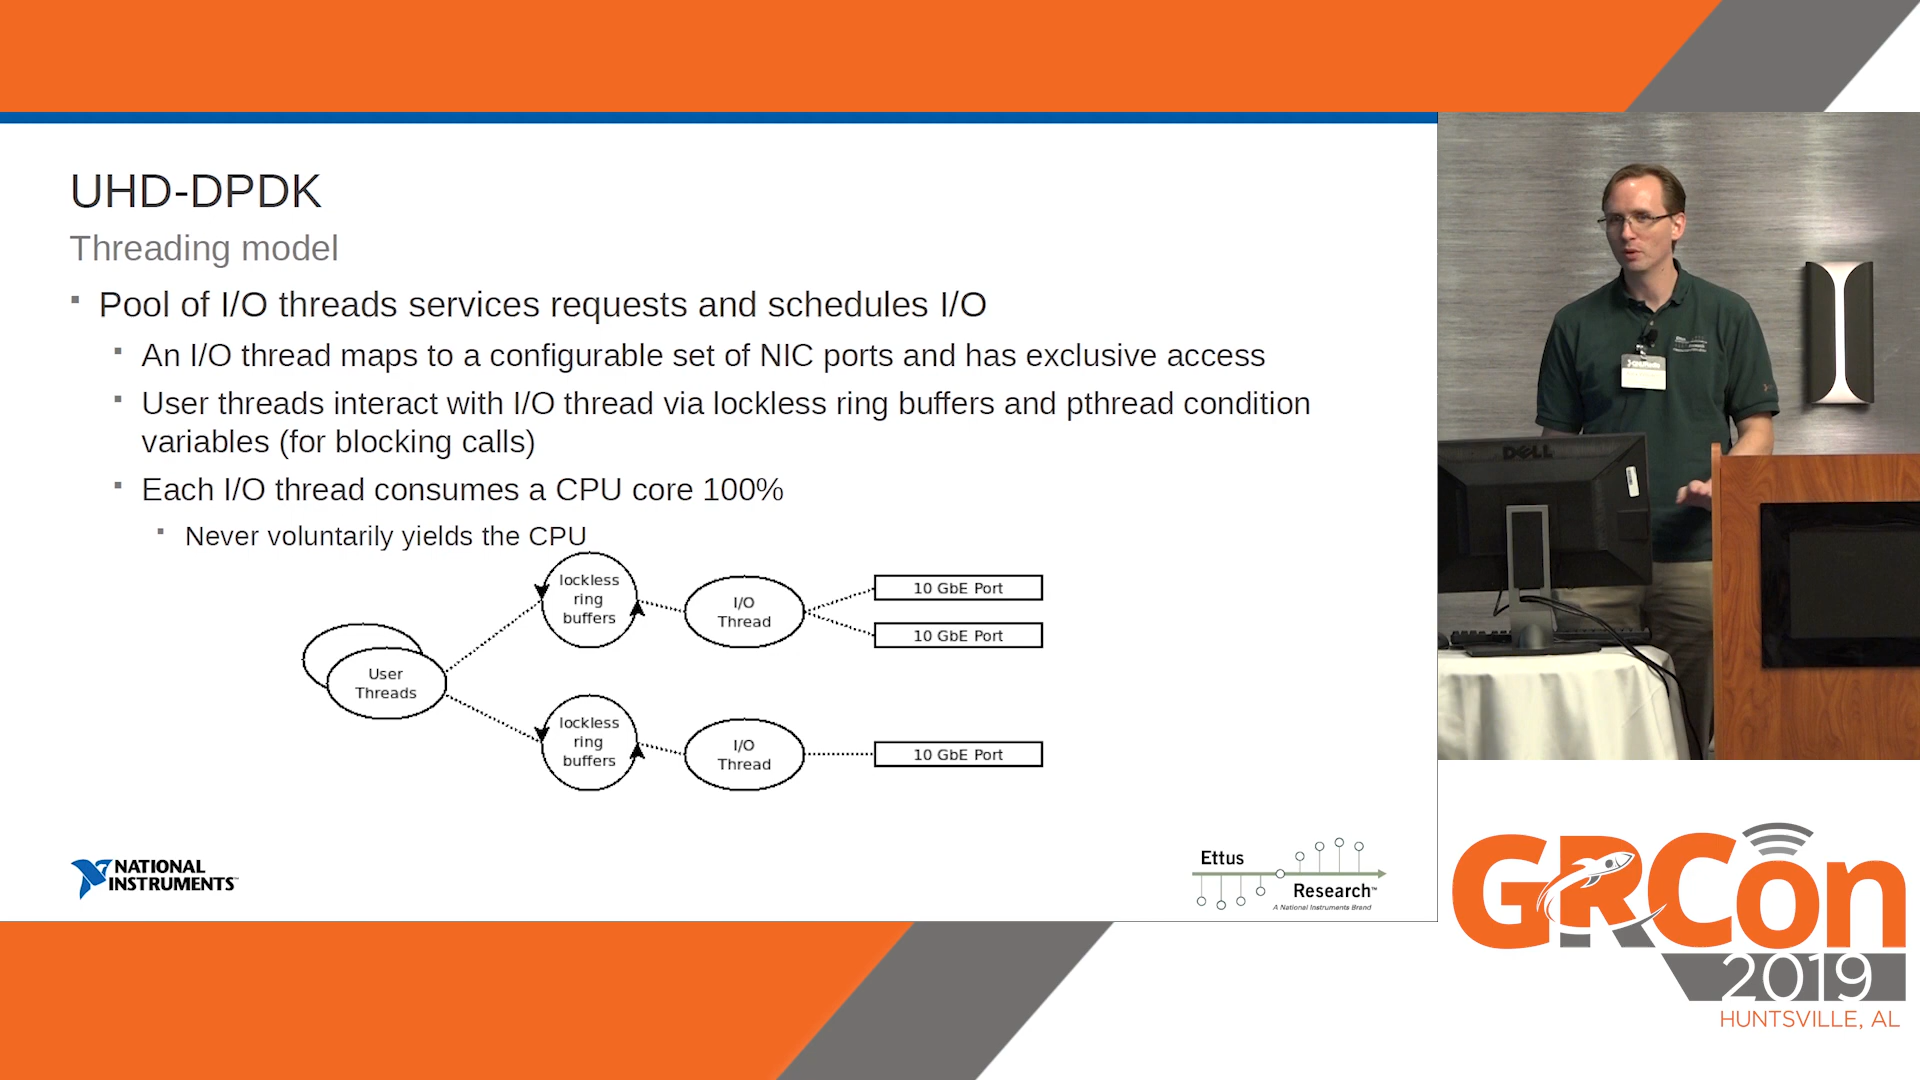 UHD-DPDK
Threading model
Pool of I/O threads services requests and schedules I/O
An I/O thread maps to a configurable set of NIC ports and has exclusive access
User threads interact with I/O thread via lockless ring buffers and pthread condition
variables (for blocking calls)
Each I/O thread consumes a CPU core 100%
Never voluntarily yields the CPU
lockless
ring
buffers
I/O
Thread
10 GbE Port
10 GbE Port
User
Threads
lockless
ring
buffers
I/O
Thread
10 GbE Port
NATIONAL
INSTRUMENTS™
Ettus
Research™
A National Instruments Brand
DELL
GRCon
2019
HUNTSVILLE, AL